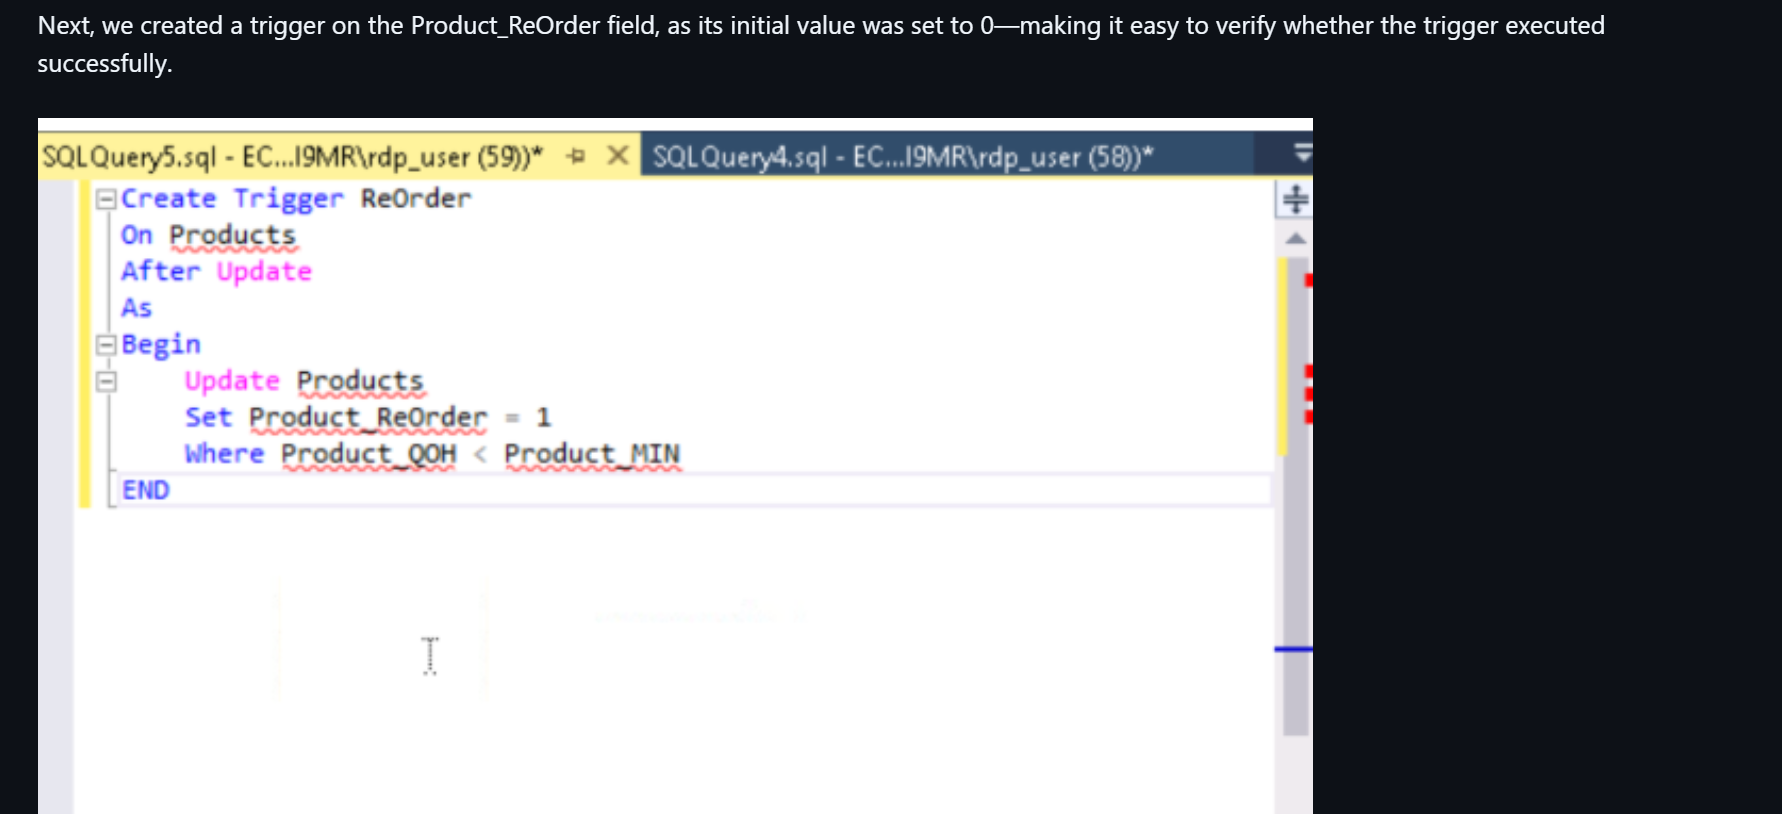 Next, we created a trigger on the Product_ReOrder field, as its initial value was set to 0—making it easy to verify whether the trigger executed
successfully.
SQLQuery5.sql - EC...I9MR\rdp_user (59))* SQLQuery4.sql - EC...I9MR\rdp_user (58))*
Create Trigger ReOrder
On Products
After Update
As
Begin
Update Products
Set Product_ReOrder = 1
Where Product_QOH < Product_MIN
END